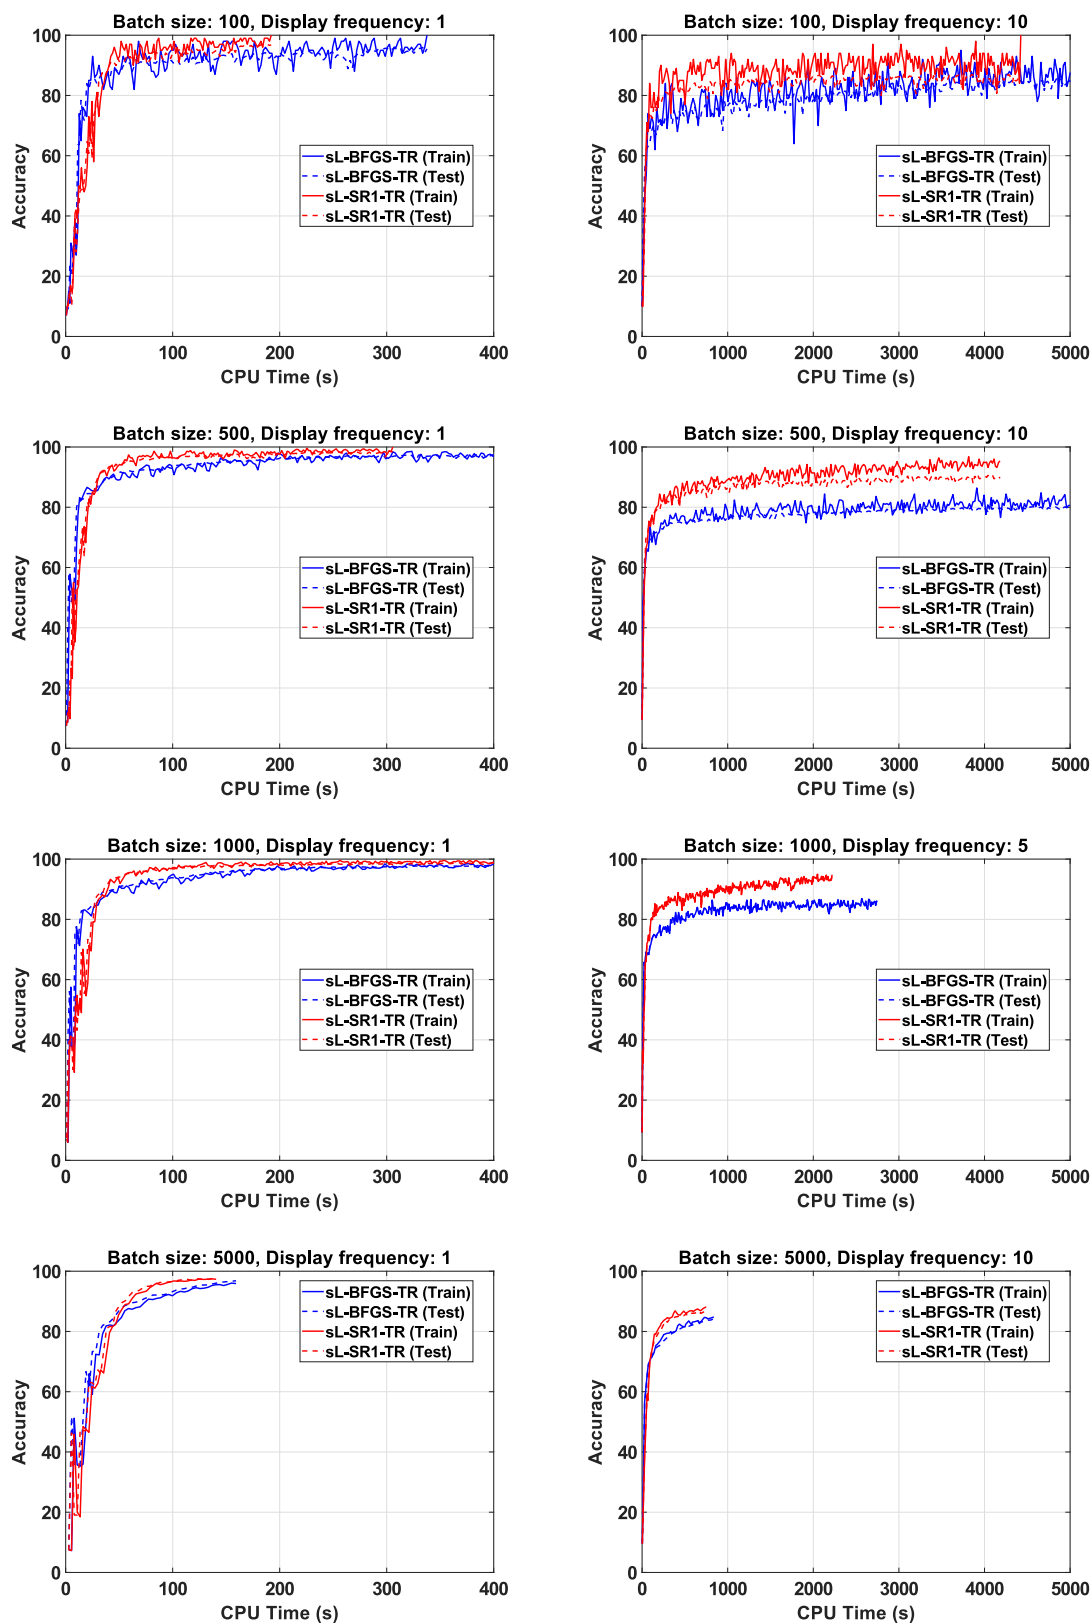 Batch size: 100, Display frequency: 1
100
80
60
40
20
0
Accuracy
sL-BFGS-TR (Train)
sL-BFGS-TR (Test)
sL-SR1-TR (Train)
sL-SR1-TR (Test)
0 100 200 300 400
CPU Time (s)
Batch size: 100, Display frequency: 10
100
80
60
40
20
0
Accuracy
sL-BFGS-TR (Train)
sL-BFGS-TR (Test)
sL-SR1-TR (Train)
sL-SR1-TR (Test)
0 1000 2000 3000 4000 5000
CPU Time (s)
Batch size: 500, Display frequency: 1
100
80
60
40
20
0
Accuracy
sL-BFGS-TR (Train)
sL-BFGS-TR (Test)
sL-SR1-TR (Train)
sL-SR1-TR (Test)
0 100 200 300 400
CPU Time (s)
Batch size: 500, Display frequency: 10
100
80
60
40
20
0
Accuracy
sL-BFGS-TR (Train)
sL-BFGS-TR (Test)
sL-SR1-TR (Train)
sL-SR1-TR (Test)
0 1000 2000 3000 4000 5000
CPU Time (s)
Batch size: 1000, Display frequency: 1
100
80
60
40
20
0
Accuracy
sL-BFGS-TR (Train)
sL-BFGS-TR (Test)
sL-SR1-TR (Train)
sL-SR1-TR (Test)
0 100 200 300 400
CPU Time (s)
Batch size: 1000, Display frequency: 5
100
80
60
40
20
0
Accuracy
sL-BFGS-TR (Train)
sL-BFGS-TR (Test)
sL-SR1-TR (Train)
sL-SR1-TR (Test)
0 1000 2000 3000 4000 5000
CPU Time (s)
Batch size: 5000, Display frequency: 1
100
80
60
40
20
0
Accuracy
sL-BFGS-TR (Train)
sL-BFGS-TR (Test)
sL-SR1-TR (Train)
sL-SR1-TR (Test)
0 100 200 300 400
CPU Time (s)
Batch size: 5000, Display frequency: 10
100
80
60
40
20
0
Accuracy
sL-BFGS-TR (Train)
sL-BFGS-TR (Test)
sL-SR1-TR (Train)
sL-SR1-TR (Test)
0 1000 2000 3000 4000 5000
CPU Time (s)